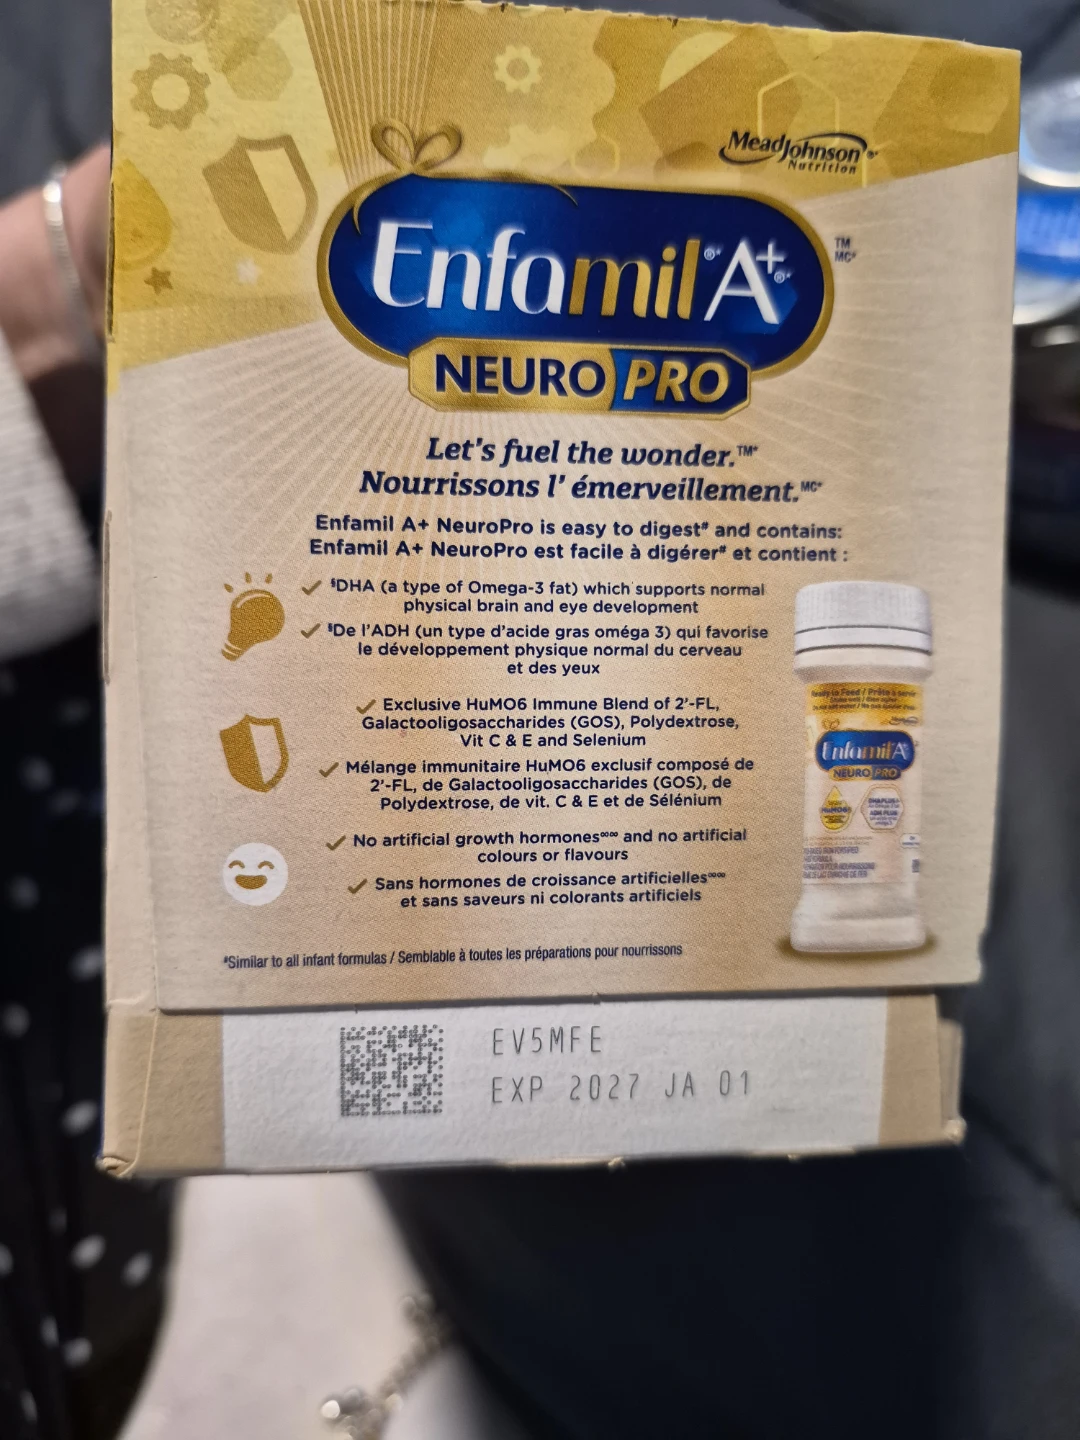 MeadJohnson®*
Nutrition
Enfamil® A+®*
TM
MC*
NEURO PRO
Let's fuel the wonder.TM*
Nourrissons l' émerveillement.MC*
Enfamil A+ NeuroPro is easy to digest# and contains:
Enfamil A+ NeuroPro est facile à digérer# et contient :
§DHA (a type of Omega-3 fat) which supports normal
physical brain and eye development
§De l'ADH (un type d'acide gras oméga 3) qui favorise
le développement physique normal du cerveau
et des yeux
Exclusive HuMO6 Immune Blend of 2'-FL,
Galactooligosaccharides (GOS), Polydextrose,
Vit C & E and Selenium
Mélange immunitaire HuMO6 exclusif composé de
2'-FL, de Galactooligosaccharides (GOS), de
Polydextrose, de vit. C & E et de Sélénium
No artificial growth hormones∞∞ and no artificial
colours or flavours
Sans hormones de croissance artificielles∞∞
et sans saveurs ni colorants artificiels
Ready to Feed / Prête à servir
Enfamil A+
NEURO PRO
HuMO6
#Similar to all infant formulas / Semblable à toutes les préparations pour nourrissons
EV5MFE
EXP 2027 JA 01